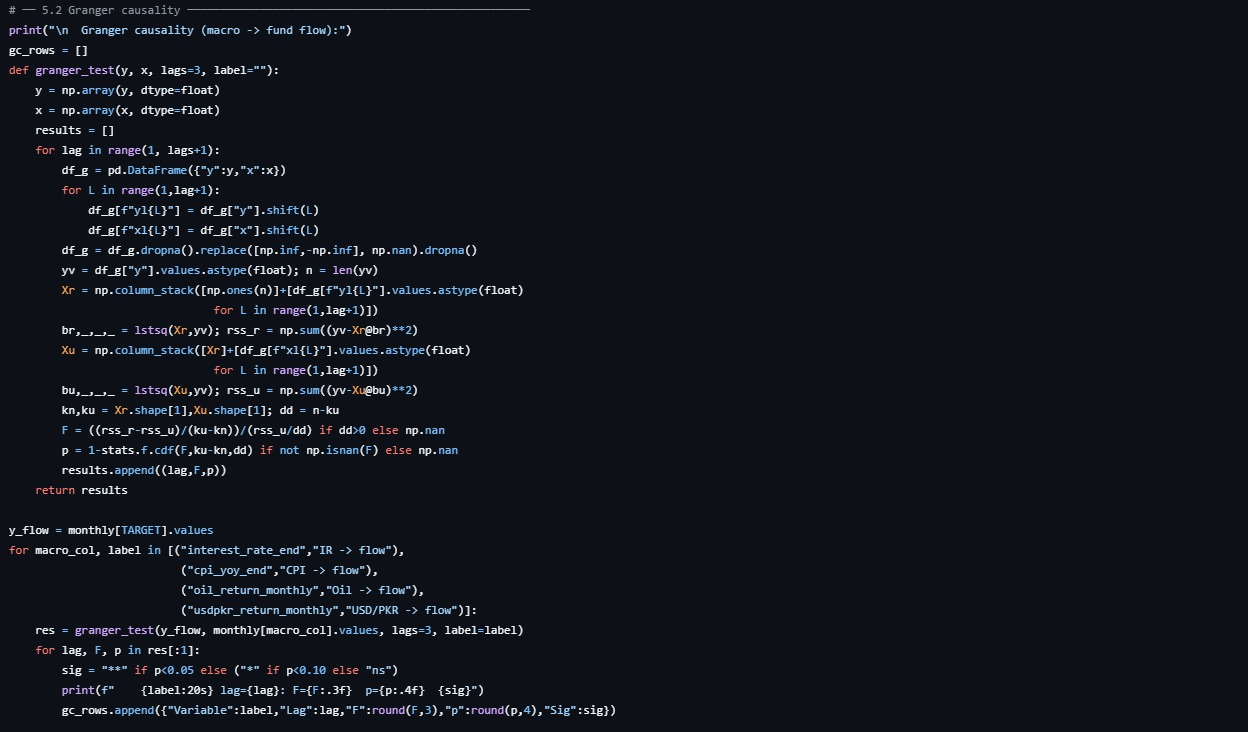 # ── 5.2 Granger causality ────────────────────────────────────────────────────
print("\n  Granger causality (macro -> fund flow):")
gc_rows = []
def granger_test(y, x, lags=3, label=""):
    y = np.array(y, dtype=float)
    x = np.array(x, dtype=float)
    results = []
    for lag in range(1, lags+1):
        df_g = pd.DataFrame({"y":y,"x":x})
        for L in range(1,lag+1):
            df_g[f"yl{L}"] = df_g["y"].shift(L)
            df_g[f"xl{L}"] = df_g["x"].shift(L)
        df_g = df_g.dropna().replace([np.inf,-np.inf], np.nan).dropna()
        yv = df_g["y"].values.astype(float); n = len(yv)
        Xr = np.column_stack([np.ones(n)]+[df_g[f"yl{L}"].values.astype(float)
                               for L in range(1,lag+1)])
        br,_,_,_ = lstsq(Xr,yv); rss_r = np.sum((yv-Xr@br)**2)
        Xu = np.column_stack([Xr]+[df_g[f"xl{L}"].values.astype(float)
                               for L in range(1,lag+1)])
        bu,_,_,_ = lstsq(Xu,yv); rss_u = np.sum((yv-Xu@bu)**2)
        kn,ku = Xr.shape[1],Xu.shape[1]; dd = n-ku
        F = ((rss_r-rss_u)/(ku-kn))/(rss_u/dd) if dd>0 else np.nan
        p = 1-stats.f.cdf(F,ku-kn,dd) if not np.isnan(F) else np.nan
        results.append((lag,F,p))
    return results

y_flow = monthly[TARGET].values
for macro_col, label in [("interest_rate_end","IR -> flow"),
                          ("cpi_yoy_end","CPI -> flow"),
                          ("oil_return_monthly","Oil -> flow"),
                          ("usdpkr_return_monthly","USD/PKR -> flow")]:
    res = granger_test(y_flow, monthly[macro_col].values, lags=3, label=label)
    for lag, F, p in res[:1]:
        sig = "**" if p<0.05 else ("*" if p<0.10 else "ns")
        print(f"    {label:20s} lag={lag}: F={F:.3f}  p={p:.4f}  {sig}")
        gc_rows.append({"Variable":label,"Lag":lag,"F":round(F,3),"p":round(p,4),"Sig":sig})